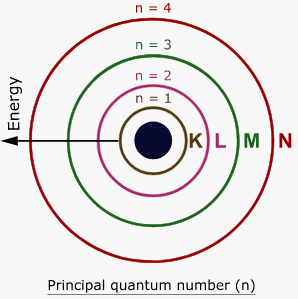 n = 4
n = 3
n = 2
n = 1
Energy
K L M N
Principal quantum number (n)